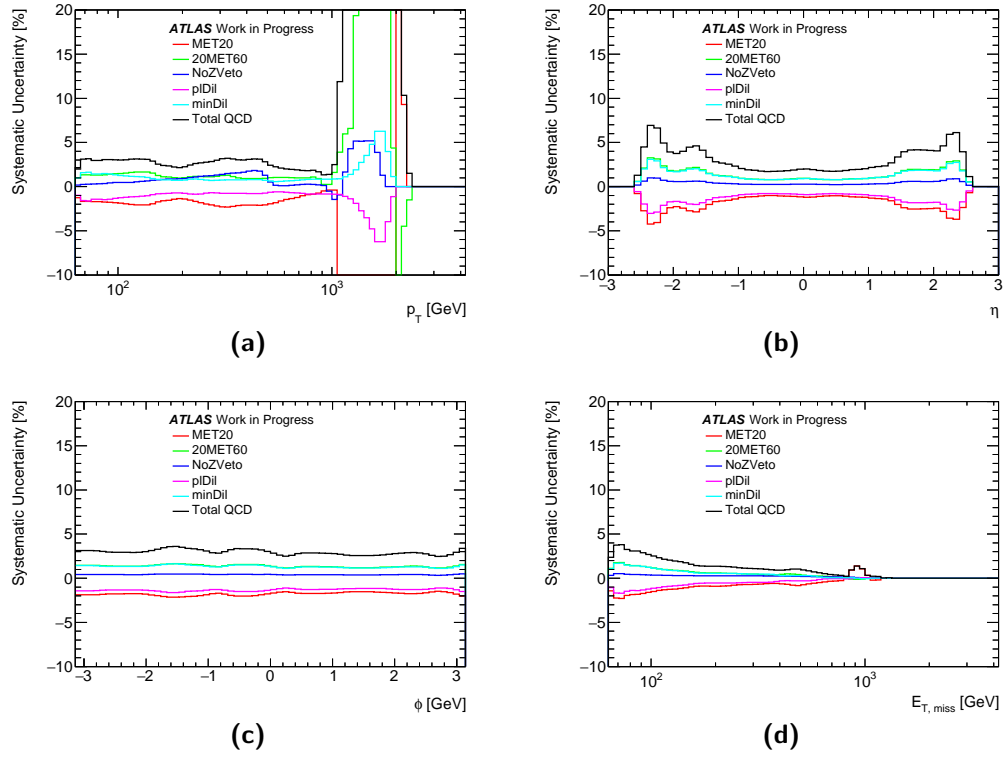 Systematic Uncertainty [%]
20
15
10
5
0
−5
−10
ATLAS Work in Progress
MET20
20MET60
NoZVeto
plDil
minDil
Total QCD
10²
10³
p_T [GeV]
(a)
Systematic Uncertainty [%]
20
15
10
5
0
−5
−10
ATLAS Work in Progress
MET20
20MET60
NoZVeto
plDil
minDil
Total QCD
−3
−2
−1
0
1
2
3
η
(b)
Systematic Uncertainty [%]
20
15
10
5
0
−5
−10
ATLAS Work in Progress
MET20
20MET60
NoZVeto
plDil
minDil
Total QCD
−3
−2
−1
0
1
2
3
ϕ [GeV]
(c)
Systematic Uncertainty [%]
20
15
10
5
0
−5
−10
ATLAS Work in Progress
MET20
20MET60
NoZVeto
plDil
minDil
Total QCD
10²
10³
E_T, miss [GeV]
(d)